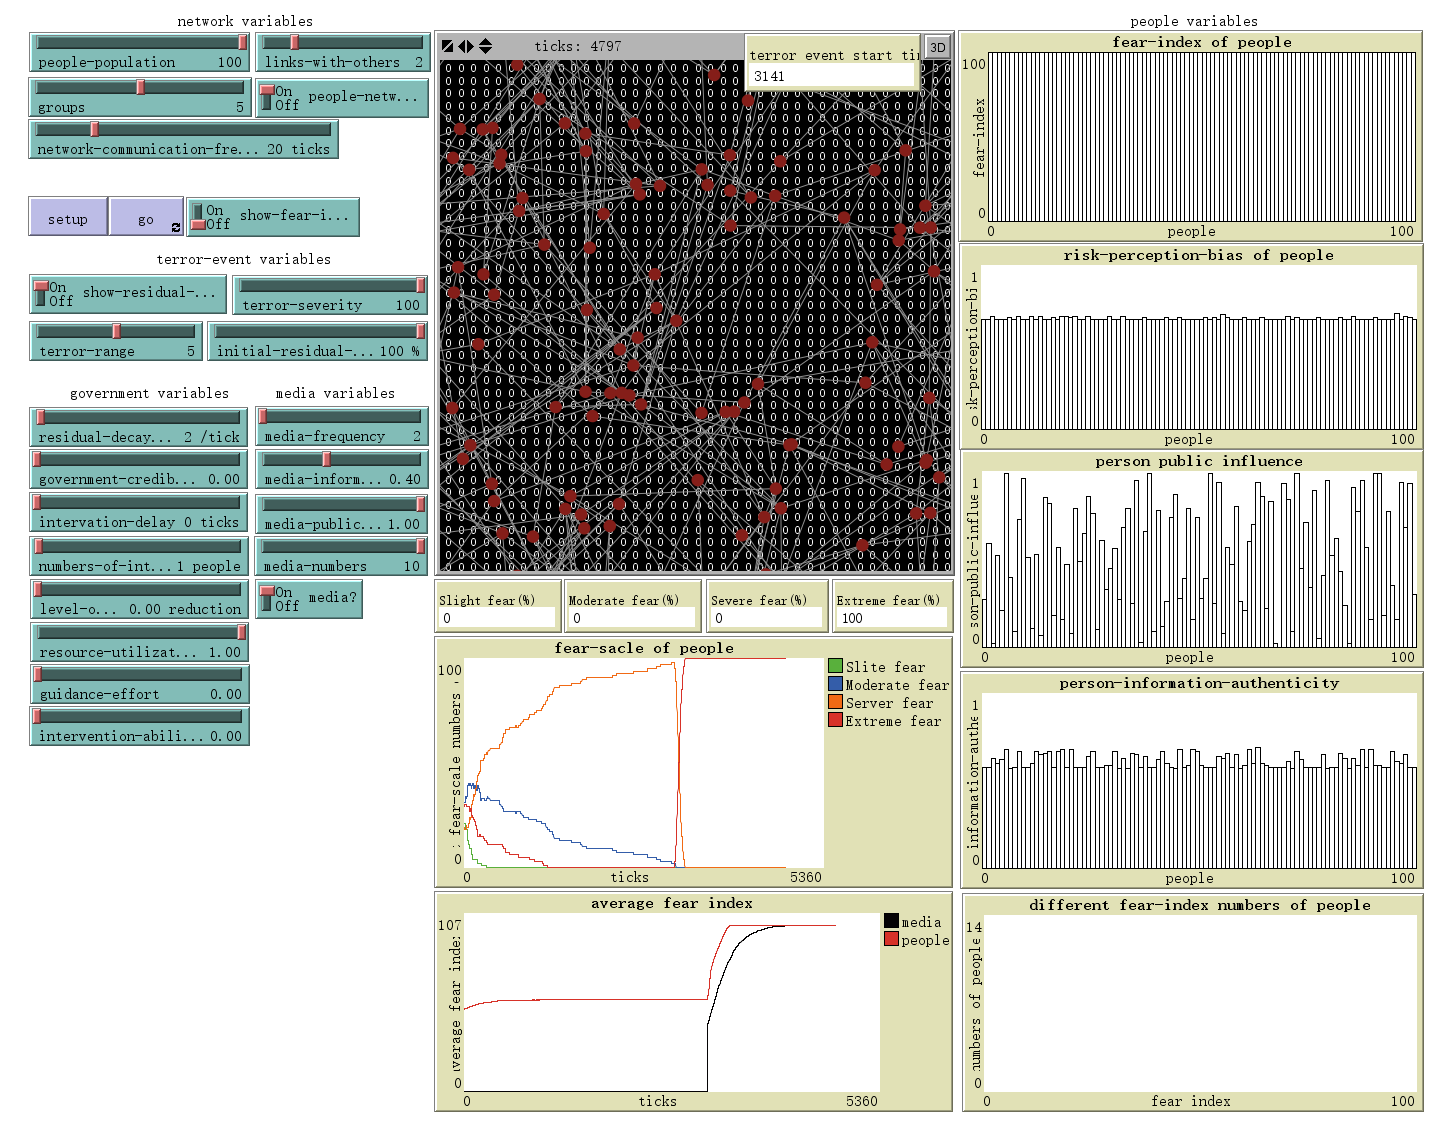 network variables
people-population 100
links-with-others 2
groups 5
On
Off
people-netw...
network-communication-fre... 20 ticks
setup
go
On
Off
show-fear-i...
terror-event variables
On
Off
show-residual-...
terror-severity 100
terror-range 5
initial-residual-... 100 %
government variables
residual-decay... 2 /tick
government-credib... 0.00
intervation-delay 0 ticks
numbers-of-int... 1 people
level-o... 0.00 reduction
resource-utilizat... 1.00
guidance-effort 0.00
intervention-abili... 0.00
media variables
media-frequency 2
media-inform... 0.40
media-public... 1.00
media-numbers 10
On
Off
media?
ticks: 4797
3D
terror event start ti
3141
Slight fear(%)
0
Moderate fear(%)
0
Severe fear(%)
0
Extreme fear(%)
100
fear-sacle of people
100
fear-scale numbers
0
0
ticks
5360
Slite fear
Moderate fear
Server fear
Extreme fear
average fear index
107
average fear inde
0
0
ticks
5360
media
people
people variables
fear-index of people
100
fear-index
0
0
people
100
risk-perception-bias of people
1
k-perception-bi
0
0
people
100
person public influence
1
son-public-influe
0
0
people
100
person-information-authenticity
1
information-authe
0
0
people
100
different fear-index numbers of people
14
numbers of people
0
0
fear index
100